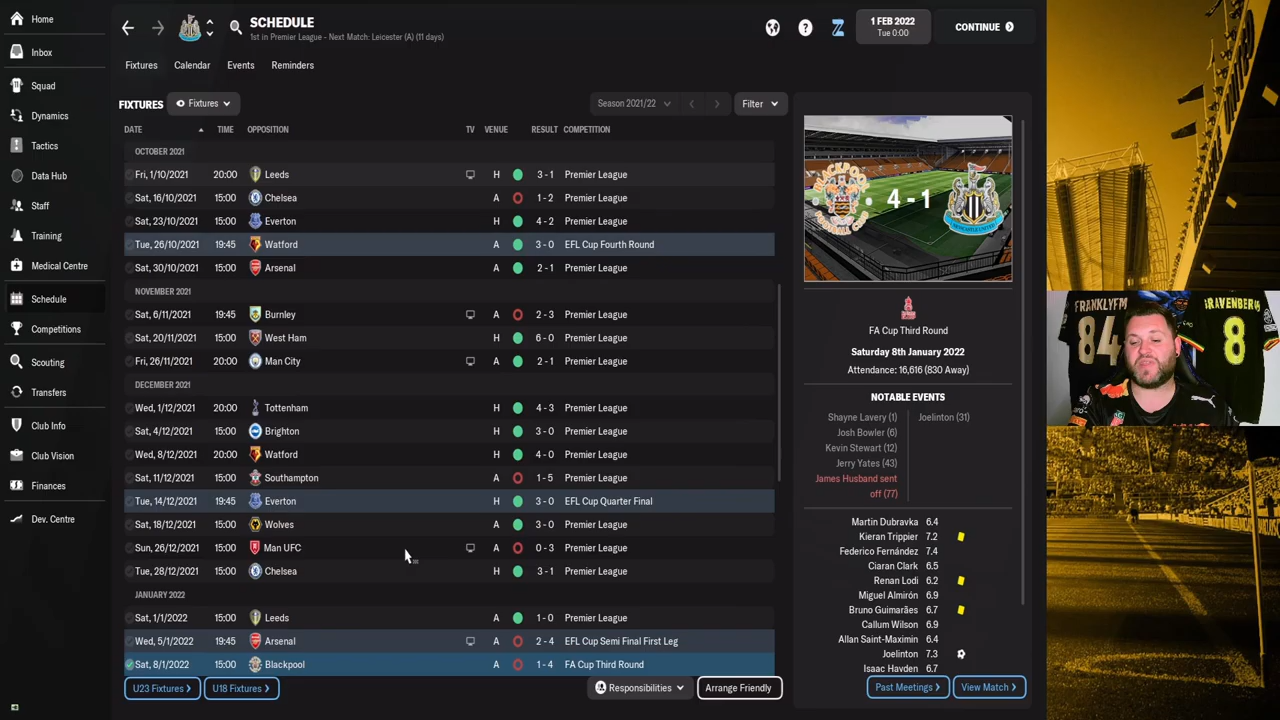 Home
Inbox
Squad
Dynamics
Tactics
Data Hub
Staff
Training
Medical Centre
Schedule
Competitions
Scouting
Transfers
Club Info
Club Vision
Finances
Dev. Centre
SCHEDULE
1st in Premier League - Next Match: Leicester (A) (11 days)
?
Z
1 FEB 2022
Tue 0:00
CONTINUE
Fixtures Calendar Events Reminders
FIXTURES Fixtures
Season 2021/22
Filter
DATE TIME OPPOSITION TV VENUE RESULT COMPETITION
OCTOBER 2021
Fri, 1/10/2021 20:00 Leeds H 3 - 1 Premier League
Sat, 16/10/2021 15:00 Chelsea A 1 - 2 Premier League
Sat, 23/10/2021 15:00 Everton H 4 - 2 Premier League
Tue, 26/10/2021 19:45 Watford A 3 - 0 EFL Cup Fourth Round
Sat, 30/10/2021 15:00 Arsenal A 2 - 1 Premier League
NOVEMBER 2021
Sat, 6/11/2021 19:45 Burnley A 2 - 3 Premier League
Sat, 20/11/2021 15:00 West Ham H 6 - 0 Premier League
Fri, 26/11/2021 20:00 Man City A 2 - 1 Premier League
DECEMBER 2021
Wed, 1/12/2021 20:00 Tottenham H 4 - 3 Premier League
Sat, 4/12/2021 15:00 Brighton H 3 - 0 Premier League
Wed, 8/12/2021 20:00 Watford H 4 - 0 Premier League
Sat, 11/12/2021 15:00 Southampton A 1 - 5 Premier League
Tue, 14/12/2021 19:45 Everton H 3 - 0 EFL Cup Quarter Final
Sat, 18/12/2021 15:00 Wolves A 3 - 0 Premier League
Sun, 26/12/2021 15:00 Man UFC A 0 - 3 Premier League
Tue, 28/12/2021 15:00 Chelsea H 3 - 1 Premier League
JANUARY 2022
Sat, 1/1/2022 15:00 Leeds A 1 - 0 Premier League
Wed, 5/1/2022 19:45 Arsenal A 2 - 4 EFL Cup Semi Final First Leg
Sat, 8/1/2022 15:00 Blackpool A 1 - 4 FA Cup Third Round
U23 Fixtures >
U18 Fixtures >
Responsibilities
Arrange Friendly
4 - 1
FA Cup Third Round
Saturday 8th January 2022
Attendance: 16,616 (830 Away)
NOTABLE EVENTS
Shayne Lavery (1)
Josh Bowler (6)
Kevin Stewart (12)
Jerry Yates (43)
James Husband sent
off (77)
Joelinton (31)
Martin Dubravka 6.4
Kieran Trippier 7.2
Federico Fernández 7.4
Ciaran Clark 6.5
Renan Lodi 6.2
Miguel Almirón 6.9
Bruno Guimarães 6.7
Callum Wilson 6.9
Allan Saint-Maximin 6.4
Joelinton 7.3
Isaac Hayden 6.7
Past Meetings >
View Match >
FRANKLYFM
84
8